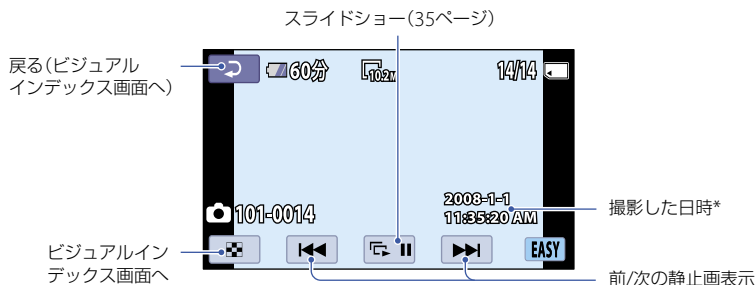 スライドショー(35ページ)
戻る(ビジュアル
インデックス画面へ)
60分
10.2M
14/14
101-0014
2008-1-1
11:35:20 AM
撮影した日時*
EASY
ビジュアルイン
デックス画面へ
前/次の静止画表示